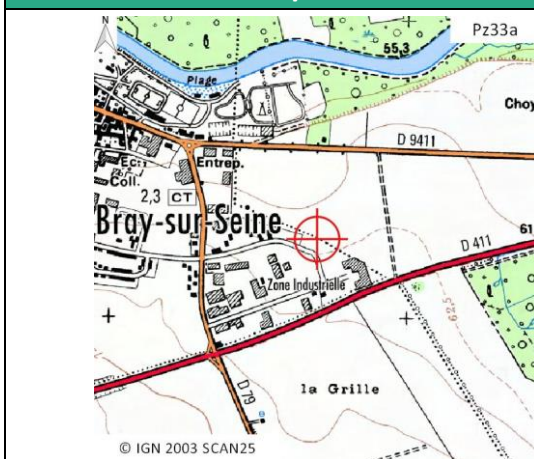 Pz33a
N
55,3
Plage
Choy
D 9411
Entrep.
Coll.
2,3 CT
Bray-sur-Seine
61
D 411
Zone Industrielle
62,5
la Grille
D 79
© IGN 2003 SCAN25